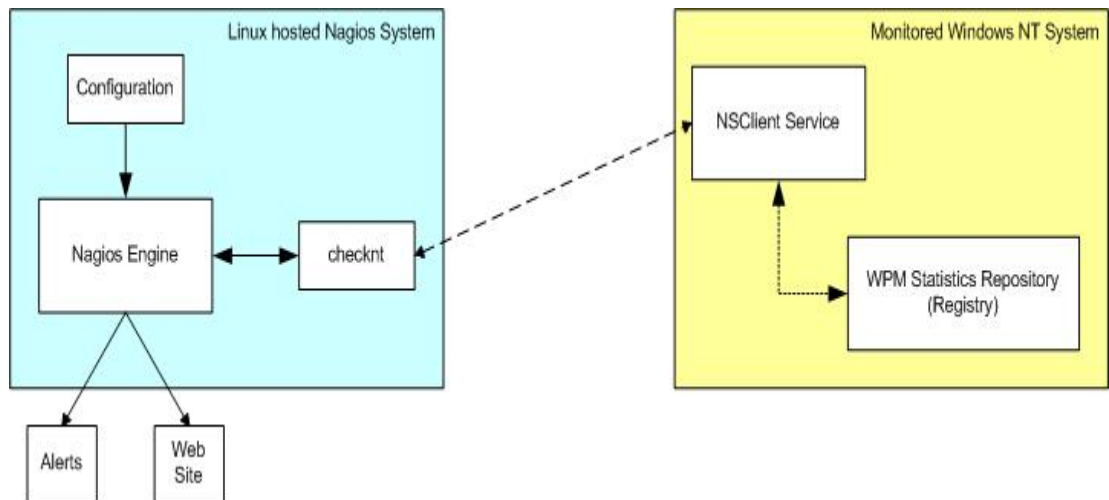 Linux hosted Nagios System
Configuration
Nagios Engine
checknt
Alerts
Web
Site
Monitored Windows NT System
NSClient Service
WPM Statistics Repository
(Registry)